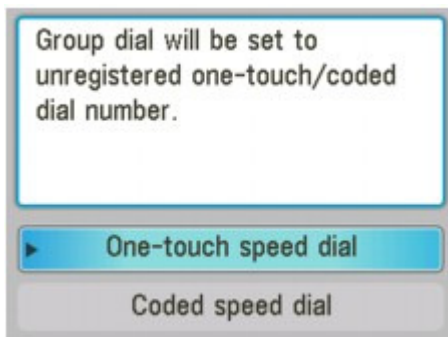 Group dial will be set to
unregistered one-touch/coded
dial number.
One-touch speed dial
Coded speed dial